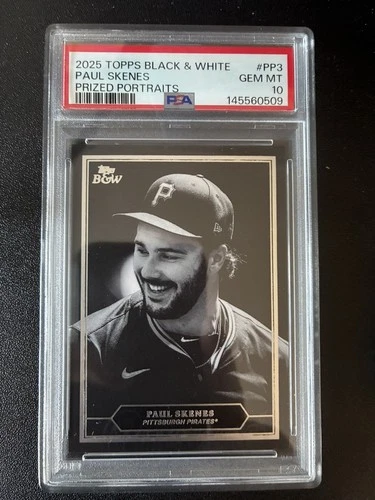 2025 TOPPS BLACK & WHITE #PP3
PAUL SKENES GEM MT
PRIZED PORTRAITS 10
PSA 145560509
Topps
B&W
P
PAUL SKENES
PITTSBURGH PIRATES®